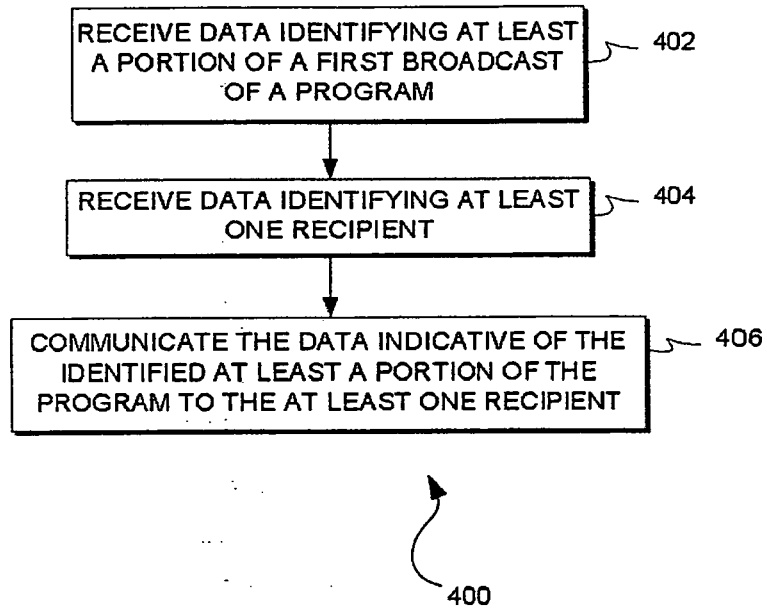 RECEIVE DATA IDENTIFYING AT LEAST
A PORTION OF A FIRST BROADCAST
OF A PROGRAM
402
RECEIVE DATA IDENTIFYING AT LEAST
ONE RECIPIENT
404
COMMUNICATE THE DATA INDICATIVE OF THE
IDENTIFIED AT LEAST A PORTION OF THE
PROGRAM TO THE AT LEAST ONE RECIPIENT
406
400